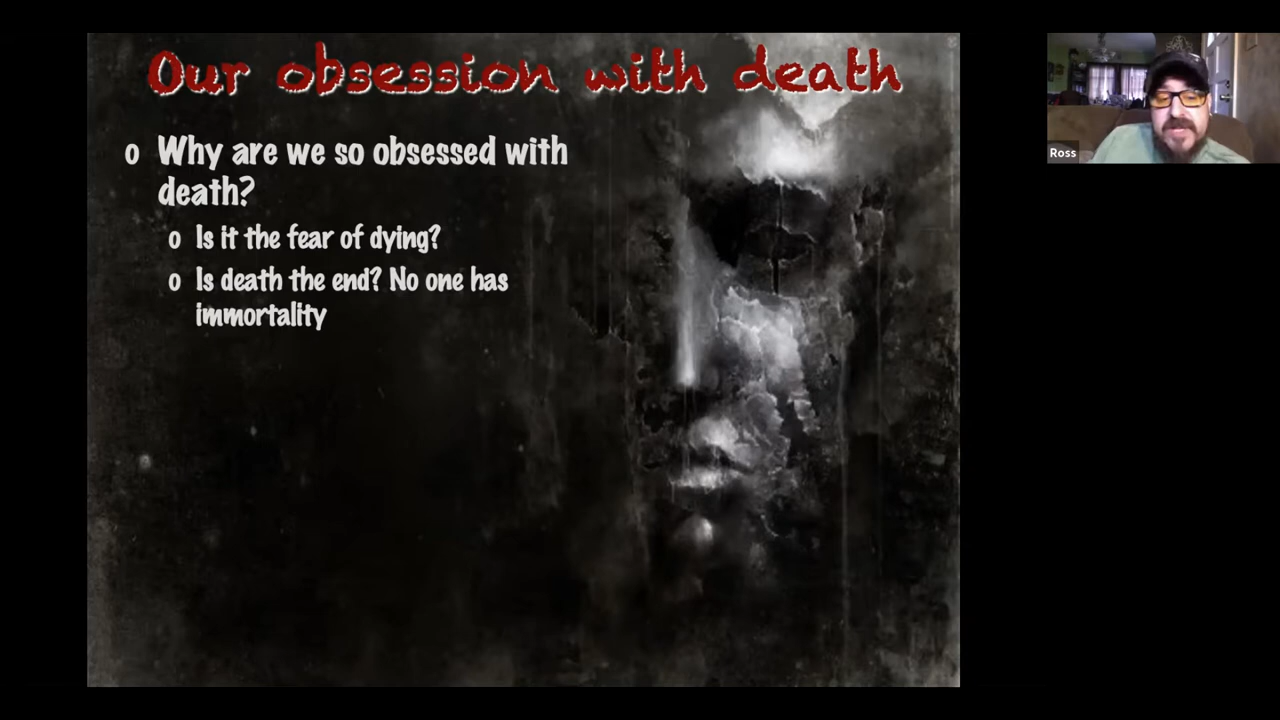 Our obsession with death
o Why are we so obsessed with
death?
o Is it the fear of dying?
o Is death the end? No one has
immortality
Ross